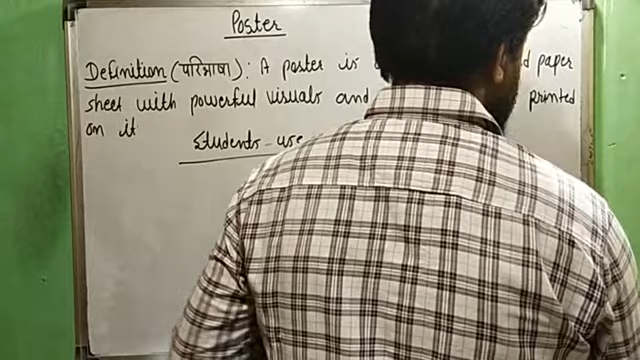 Poster
Definition (परिभाषा): A poster is paper
sheet with powerful visuals and printed
on it
Students use